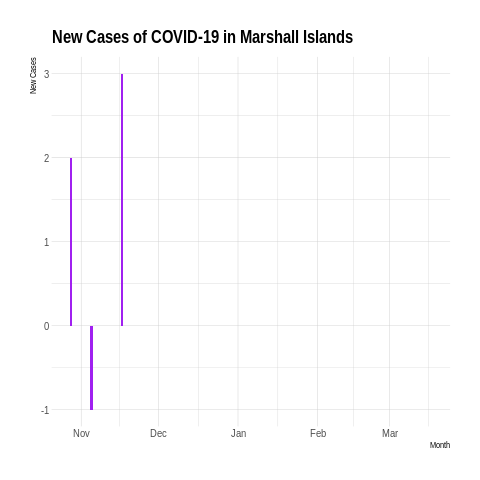 New Cases of COVID-19 in Marshall Islands
New Cases
3
2
1
0
-1
Nov Dec Jan Feb Mar
Month